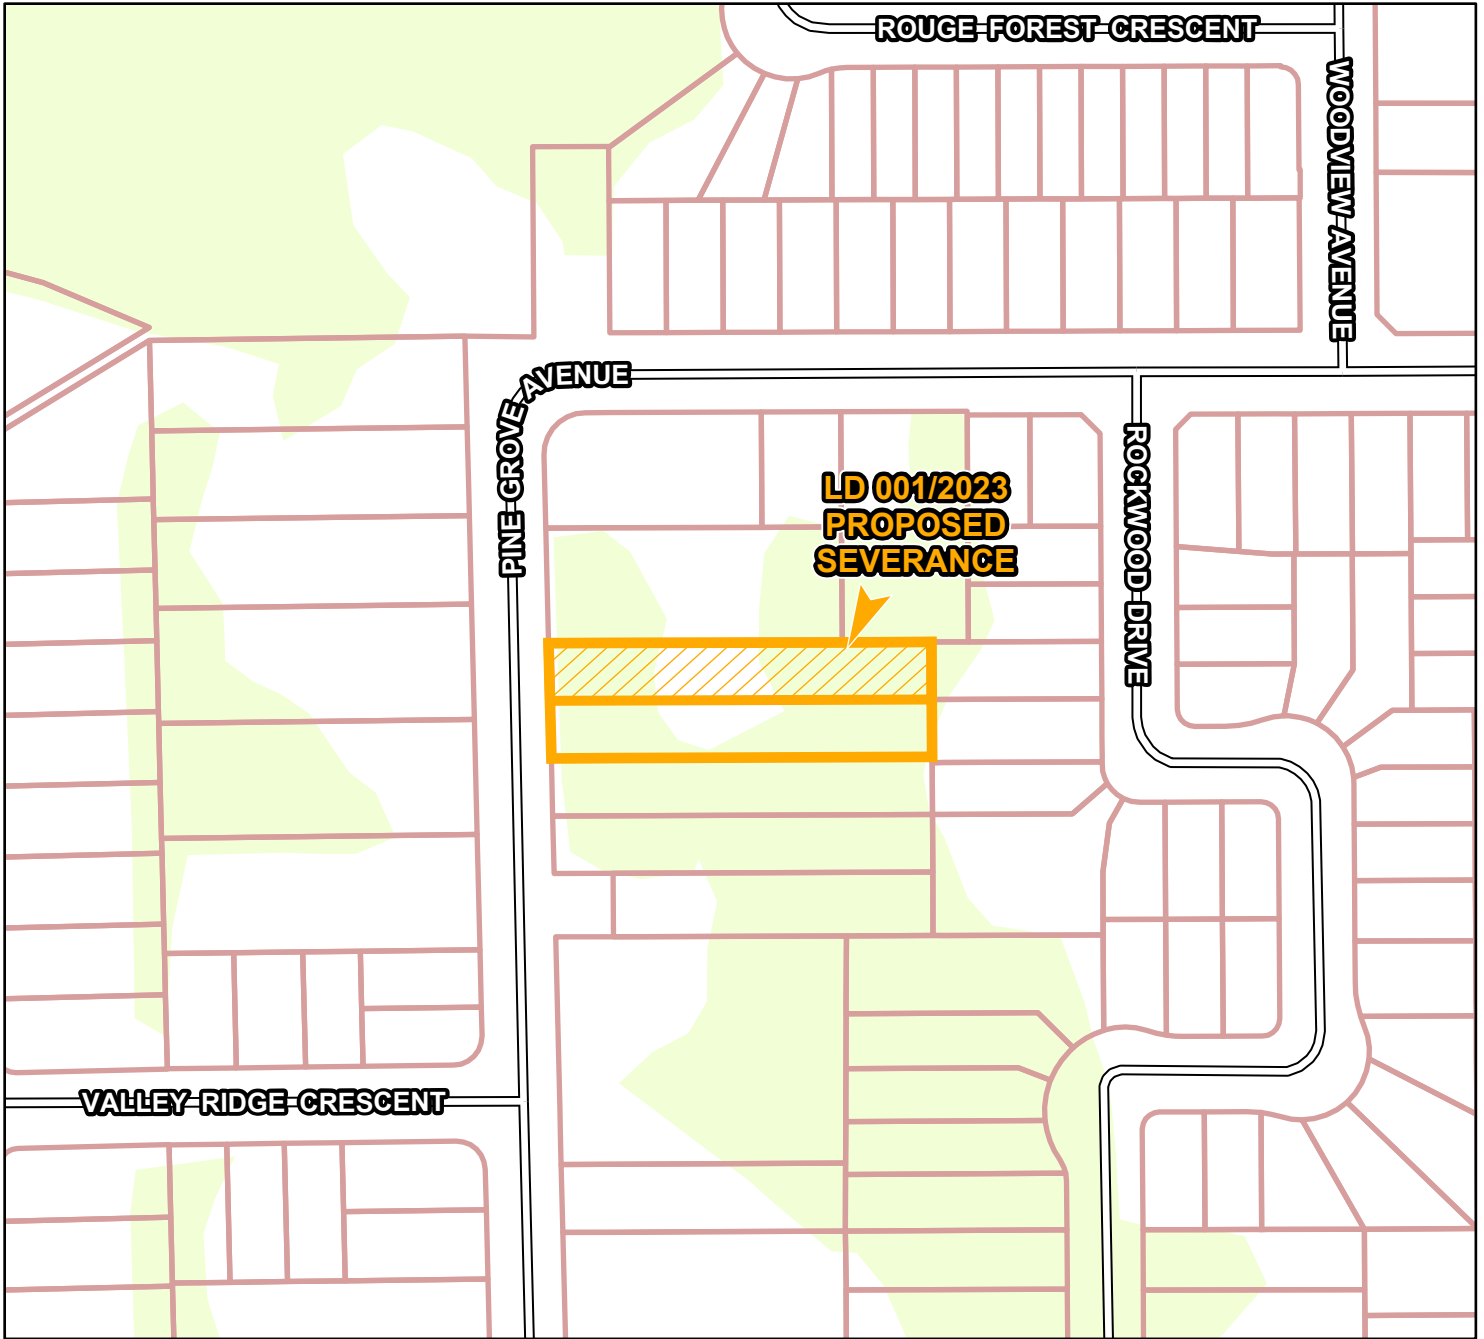 ROUGE FOREST CRESCENT
WOODVIEW AVENUE
PINE GROVE AVENUE
ROCKWOOD DRIVE
LD 001/2023
PROPOSED
SEVERANCE
VALLEY RIDGE CRESCENT